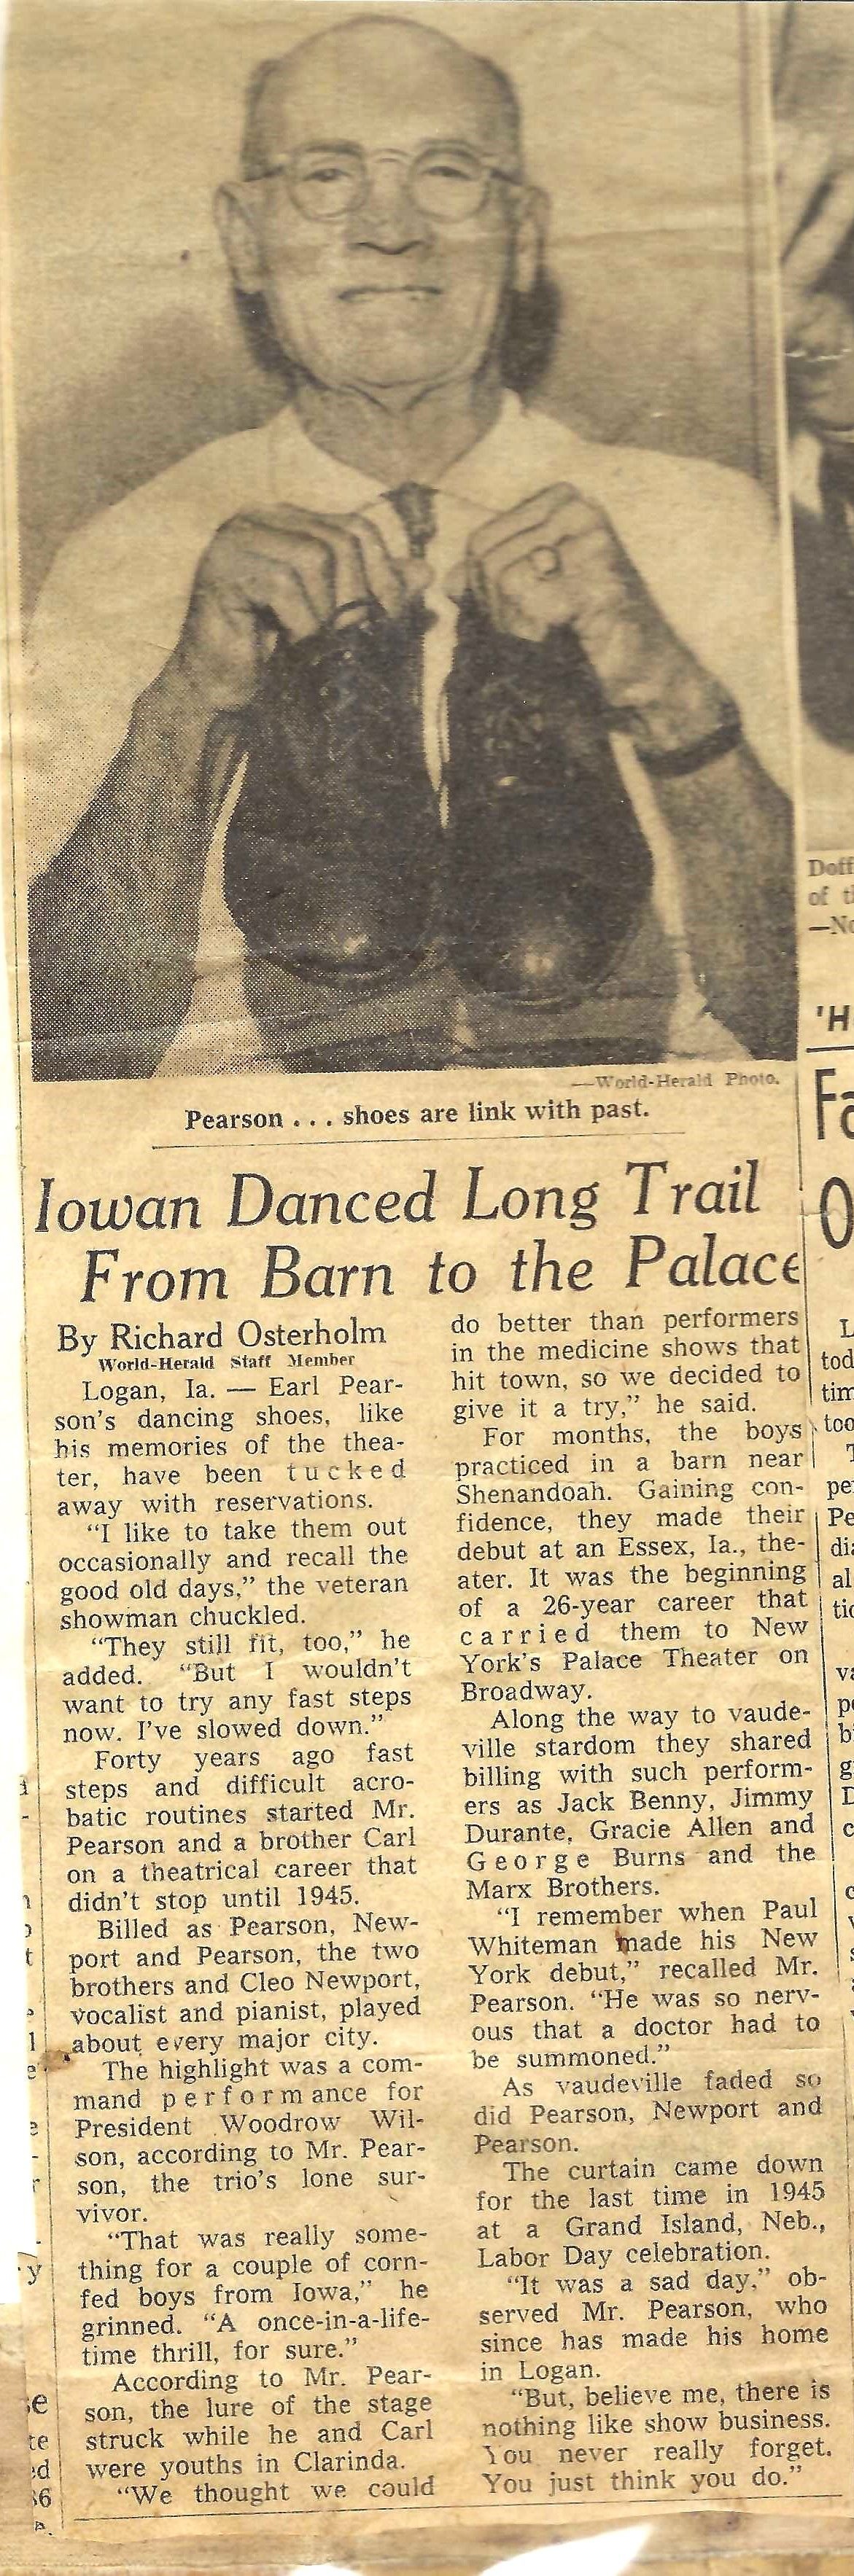 —World-Herald Photo.
Pearson . . . shoes are link with past.
Iowan Danced Long Trail
From Barn to the Palace
By Richard Osterholm
World-Herald Staff Member
Logan, Ia. — Earl Pear-
son's dancing shoes, like
his memories of the thea-
ter, have been tucked
away with reservations.
"I like to take them out
occasionally and recall the
good old days," the veteran
showman chuckled.
"They still fit, too," he
added. "But I wouldn't
want to try any fast steps
now. I've slowed down."
Forty years ago fast
steps and difficult acro-
batic routines started Mr.
Pearson and a brother Carl
on a theatrical career that
didn't stop until 1945.
Billed as Pearson, New-
port and Pearson, the two
brothers and Cleo Newport,
vocalist and pianist, played
about every major city.
The highlight was a com-
mand performance for
President Woodrow Wil-
son, according to Mr. Pear-
son, the trio's lone sur-
vivor.
"That was really some-
thing for a couple of corn-
fed boys from Iowa," he
grinned. "A once-in-a-life-
time thrill, for sure."
According to Mr. Pear-
son, the lure of the stage
struck while he and Carl
were youths in Clarinda.
"We thought we could
do better than performers
in the medicine shows that
hit town, so we decided to
give it a try," he said.
For months, the boys
practiced in a barn near
Shenandoah. Gaining con-
fidence, they made their
debut at an Essex, Ia., the-
ater. It was the beginning
of a 26-year career that
carried them to New
York's Palace Theater on
Broadway.
Along the way to vaude-
ville stardom they shared
billing with such perform-
ers as Jack Benny, Jimmy
Durante, Gracie Allen and
George Burns and the
Marx Brothers.
"I remember when Paul
Whiteman made his New
York debut," recalled Mr.
Pearson. "He was so nerv-
ous that a doctor had to
be summoned."
As vaudeville faded so
did Pearson, Newport and
Pearson.
The curtain came down
for the last time in 1945
at a Grand Island, Neb.,
Labor Day celebration.
"It was a sad day," ob-
served Mr. Pearson, who
since has made his home
in Logan.
"But, believe me, there is
nothing like show business.
You never really forget.
You just think you do."
Doff
of t
—No
'H
Fa
O
L
tod
tim
too
T
pe
Pe
di
al
tic